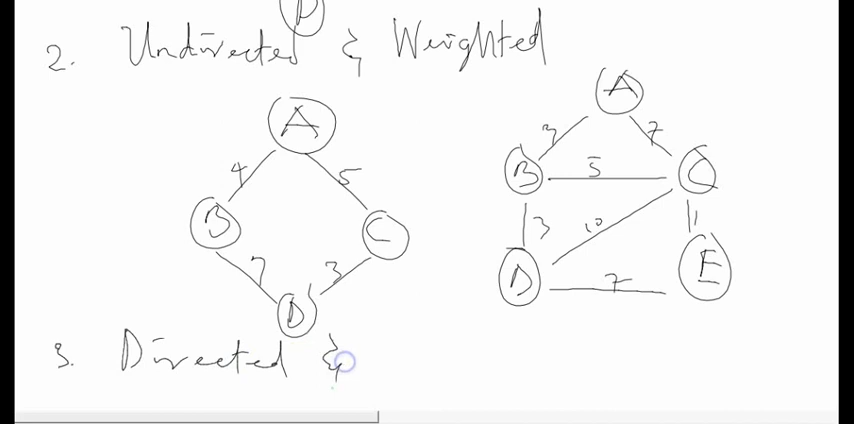 D
2. Undirected & Weighted
A
4 5
B C
7 3
D
A
3 7
B 5 C
3 10 1
D 7 E
3. Directed &